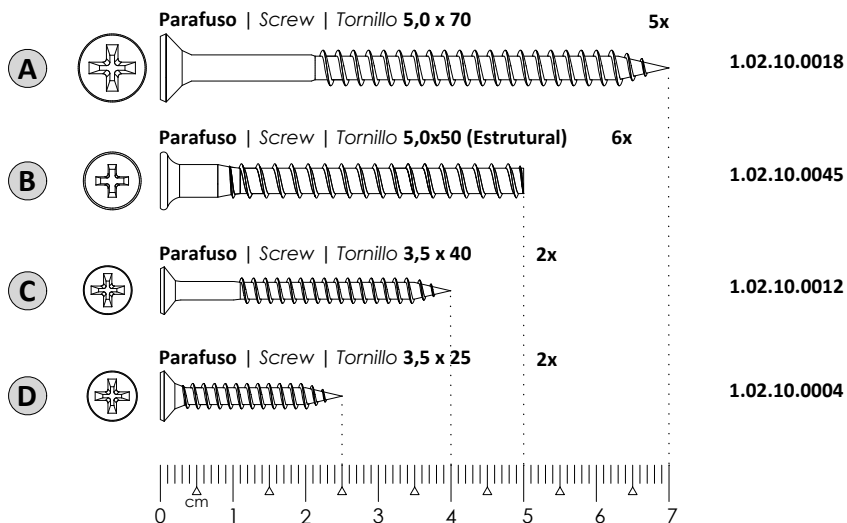 Parafuso | Screw | Tornillo 5,0 x 70 5x
A 1.02.10.0018
Parafuso | Screw | Tornillo 5,0x50 (Estrutural) 6x
B 1.02.10.0045
Parafuso | Screw | Tornillo 3,5 x 40 2x
C 1.02.10.0012
Parafuso | Screw | Tornillo 3,5 x 25 2x
D 1.02.10.0004
cm
0 1 2 3 4 5 6 7